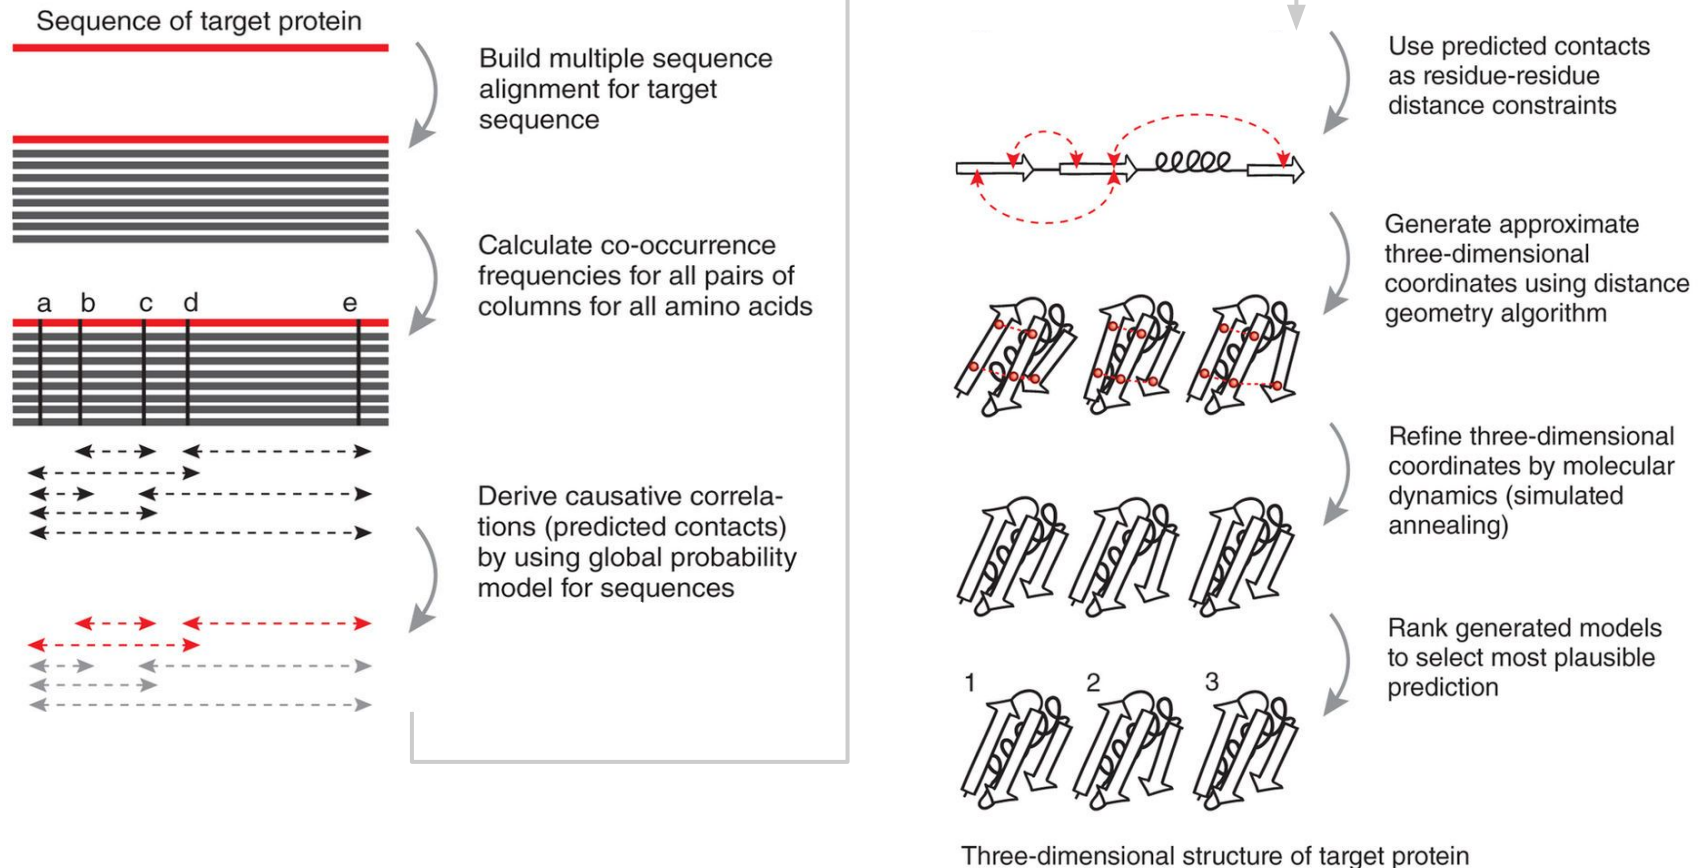 Sequence of target protein
Build multiple sequence
alignment for target
sequence
Calculate co-occurrence
frequencies for all pairs of
columns for all amino acids
a b c d e
Derive causative correla-
tions (predicted contacts)
by using global probability
model for sequences
Use predicted contacts
as residue-residue
distance constraints
Generate approximate
three-dimensional
coordinates using distance
geometry algorithm
Refine three-dimensional
coordinates by molecular
dynamics (simulated
annealing)
Rank generated models
to select most plausible
prediction
1 2 3
Three-dimensional structure of target protein